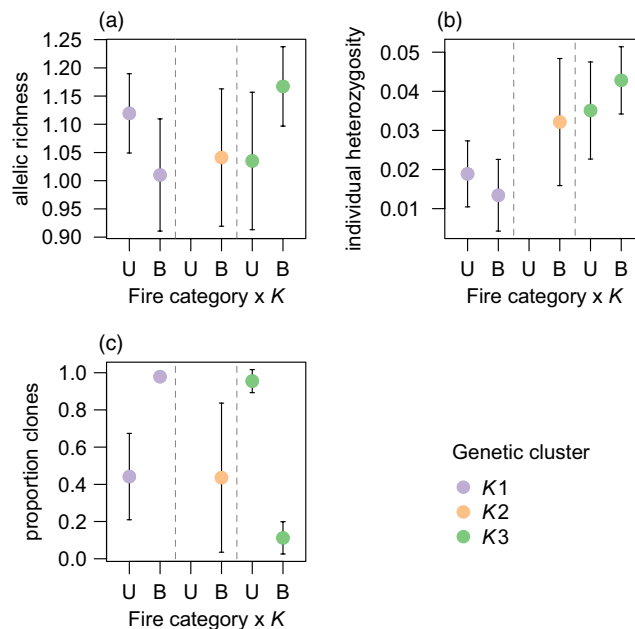 (a)
allelic richness
1.25
1.20
1.15
1.10
1.05
1.00
0.95
0.90
U B U B U B
Fire category x K
(b)
individual heterozygosity
0.05
0.04
0.03
0.02
0.01
U B U B U B
Fire category x K
(c)
proportion clones
1.0
0.8
0.6
0.4
0.2
0.0
U B U B U B
Fire category x K
Genetic cluster
K1
K2
K3